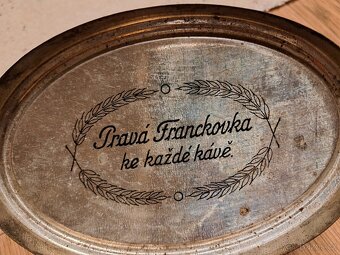 Pravá Franckovka
ke každé kávě.